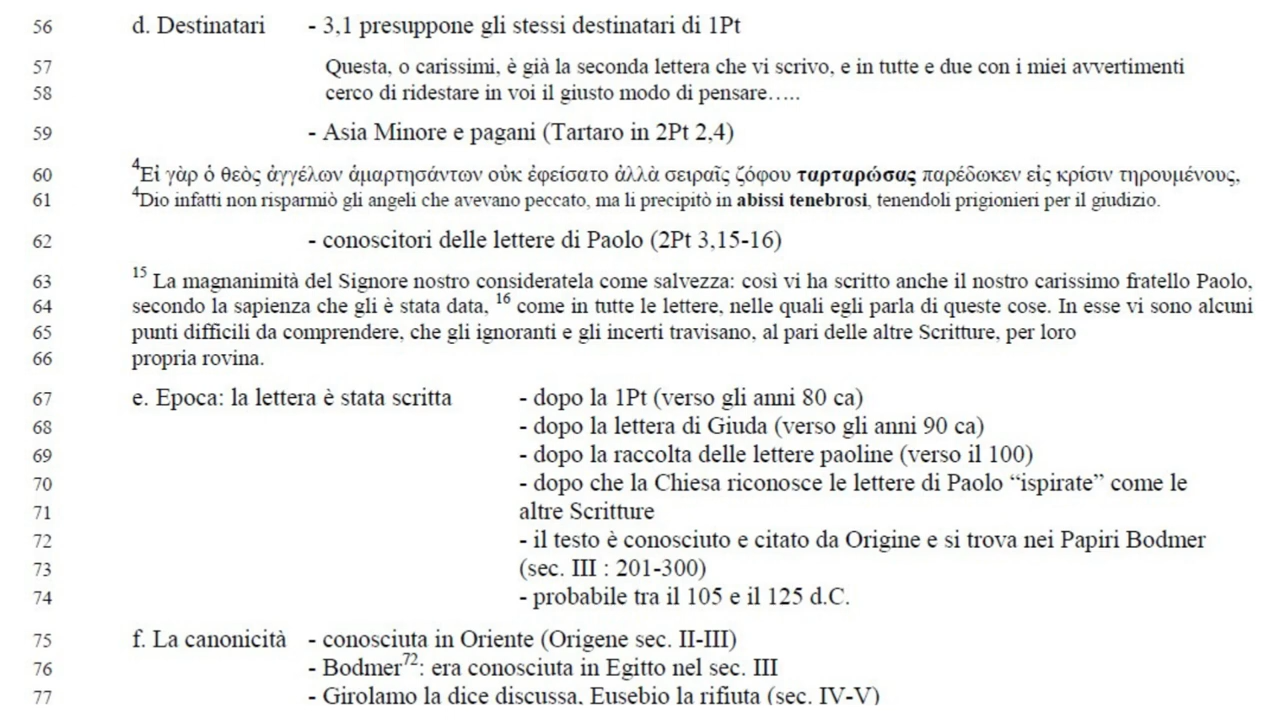 56 d. Destinatari - 3,1 presuppone gli stessi destinatari di 1Pt
57 Questa, o carissimi, è già la seconda lettera che vi scrivo, e in tutte e due con i miei avvertimenti
58 cerco di ridestare in voi il giusto modo di pensare…..
59 - Asia Minore e pagani (Tartaro in 2Pt 2,4)
60 ⁴Εἰ γὰρ ὁ θεὸς ἀγγέλων ἁμαρτησάντων οὐκ ἐφείσατο ἀλλὰ σειραῖς ζόφου ταρταρώσας παρέδωκεν εἰς κρίσιν τηρουμένους,
61 ⁴Dio infatti non risparmiò gli angeli che avevano peccato, ma li precipitò in abissi tenebrosi, tenendoli prigionieri per il giudizio.
62 - conoscitori delle lettere di Paolo (2Pt 3,15-16)
63 ¹⁵ La magnanimità del Signore nostro consideratela come salvezza: così vi ha scritto anche il nostro carissimo fratello Paolo,
64 secondo la sapienza che gli è stata data, ¹⁶ come in tutte le lettere, nelle quali egli parla di queste cose. In esse vi sono alcuni
65 punti difficili da comprendere, che gli ignoranti e gli incerti travisano, al pari delle altre Scritture, per loro
66 propria rovina.
67 e. Epoca: la lettera è stata scritta - dopo la 1Pt (verso gli anni 80 ca)
68 - dopo la lettera di Giuda (verso gli anni 90 ca)
69 - dopo la raccolta delle lettere paoline (verso il 100)
70 - dopo che la Chiesa riconosce le lettere di Paolo “ispirate” come le
71 altre Scritture
72 - il testo è conosciuto e citato da Origine e si trova nei Papiri Bodmer
73 (sec. III : 201-300)
74 - probabile tra il 105 e il 125 d.C.
75 f. La canonicità - conosciuta in Oriente (Origene sec. II-III)
76 - Bodmer⁷²: era conosciuta in Egitto nel sec. III
77 - Girolamo la dice discussa, Eusebio la rifiuta (sec. IV-V)